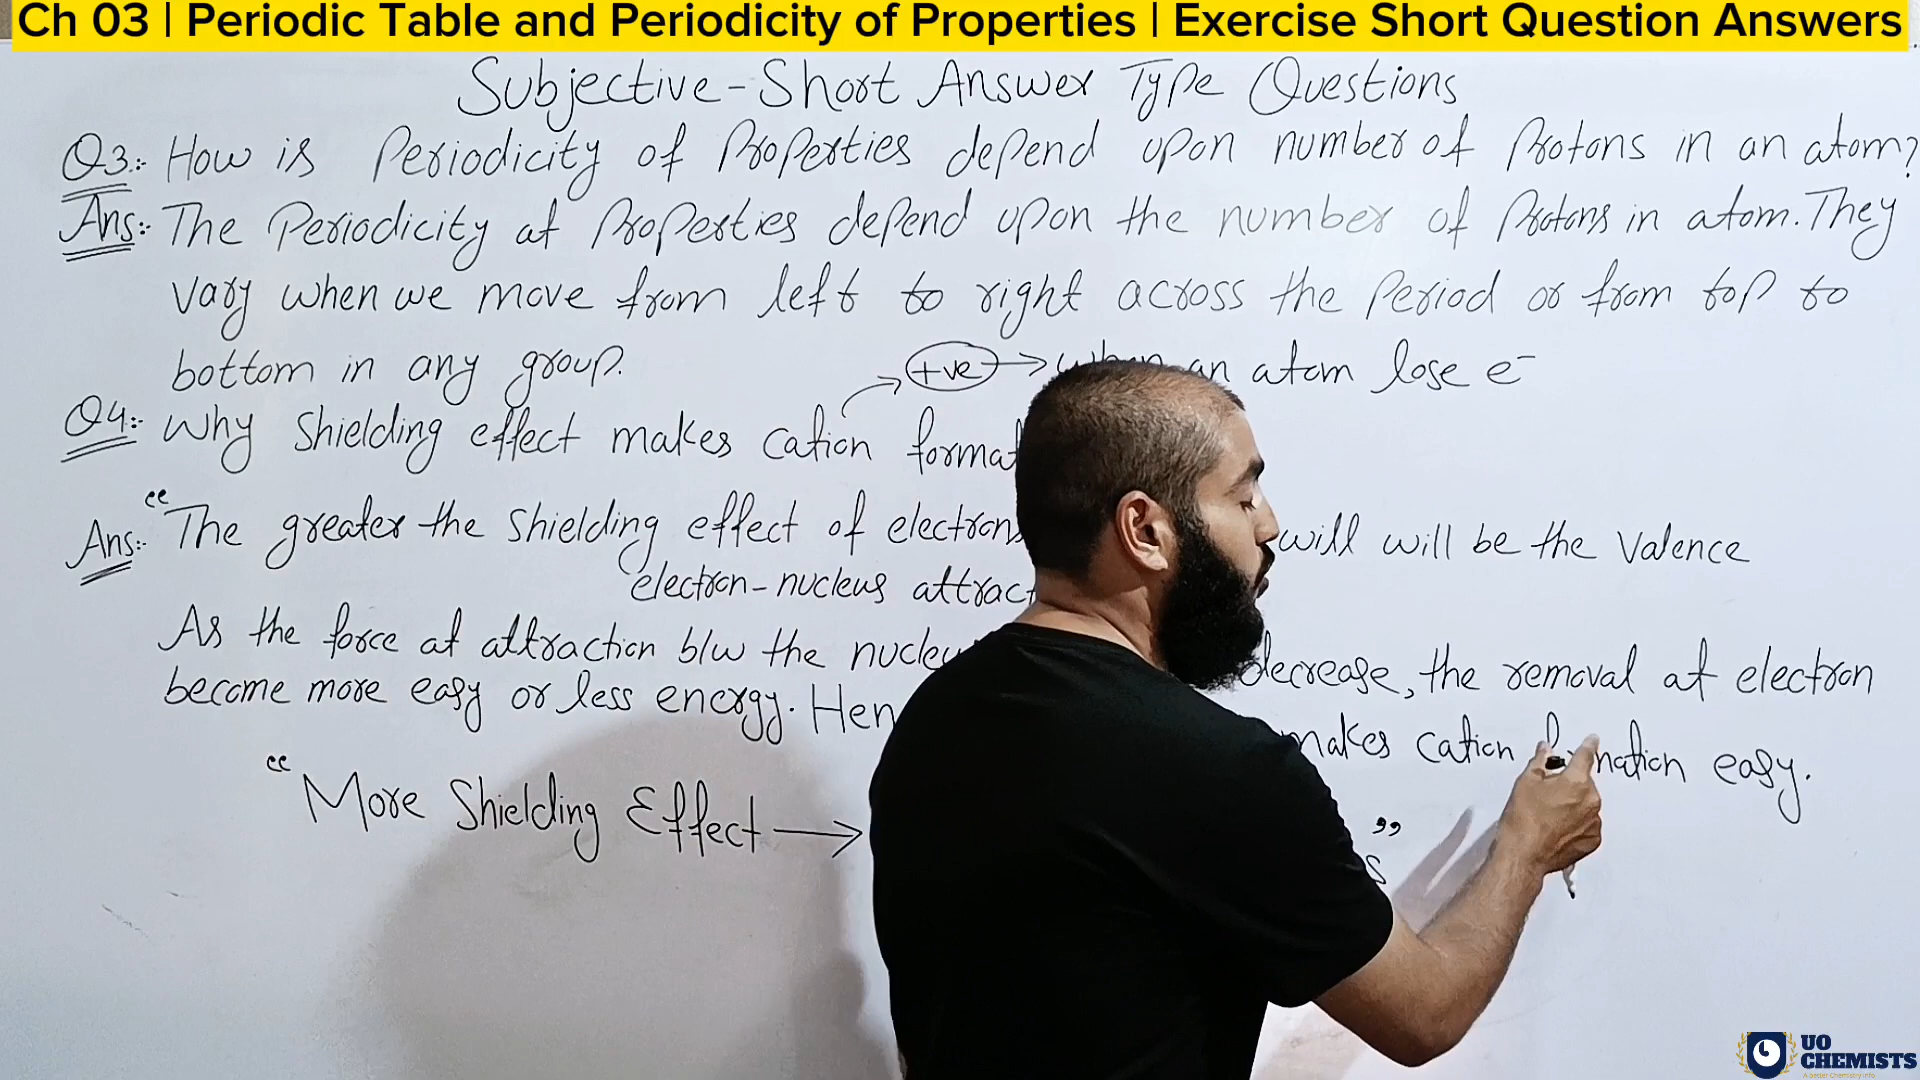 Ch 03 | Periodic Table and Periodicity of Properties | Exercise Short Question Answers
Subjective-Short Answer Type Questions
Q3:- How is Periodicity of Properties depend upon number of Protons in an atom?
Ans:- The Periodicity of Properties depend upon the number of Protons in atom. They
vary when we move from left to right across the Period or from top to
bottom in any group.
+ve → when an atom lose e⁻
Q4:- Why Shielding effect makes cation format
Ans:- “The greater the Shielding effect of electrons will will be the Valence
electron-nucleus attract
As the force of attraction b/w the nucleu decrease, the removal of electron
become more easy or less energy. Hen makes cation formation easy.
“More Shielding Effect → s ”
UO
CHEMISTS